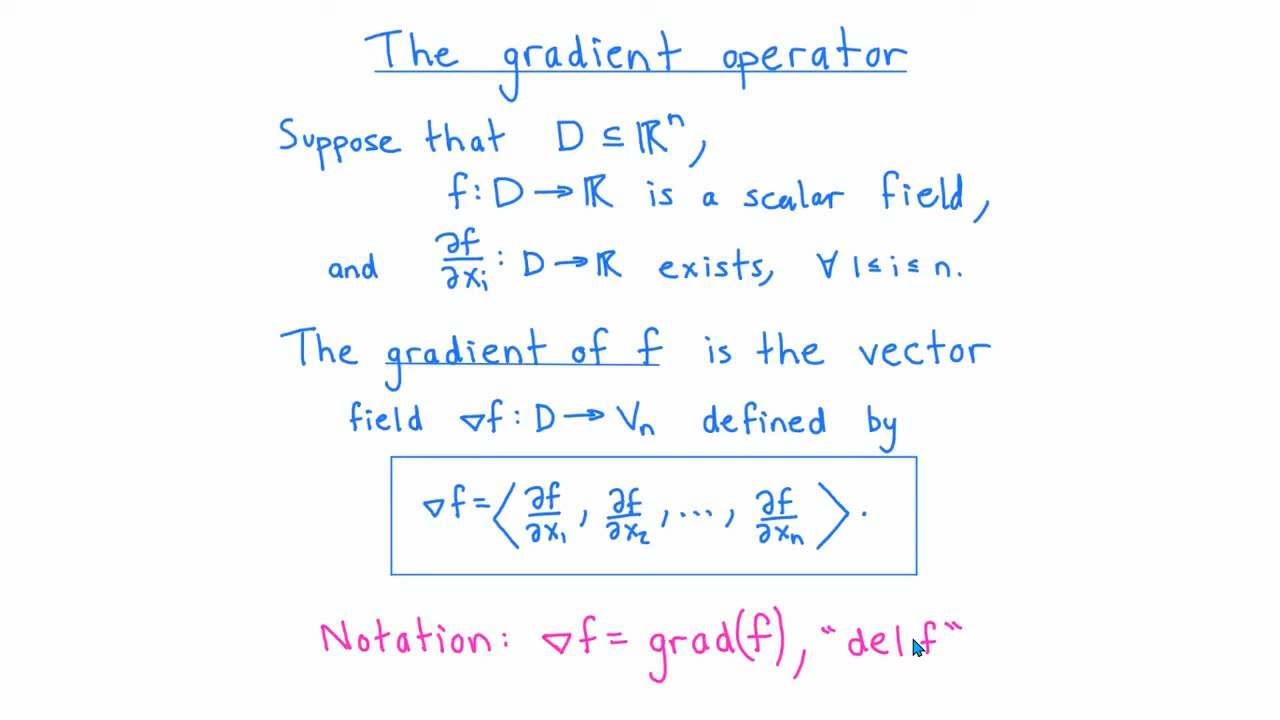 The gradient operator
Suppose that D ⊆ ℝⁿ,
f: D → ℝ is a scalar field,
and ∂f/∂xᵢ : D → ℝ exists, ∀ 1 ≤ i ≤ n.
The gradient of f is the vector
field ∇f : D → Vₙ defined by
∇f = ⟨ ∂f/∂x₁ , ∂f/∂x₂ , ... , ∂f/∂xₙ ⟩ .
Notation: ∇f = grad(f), "del f"